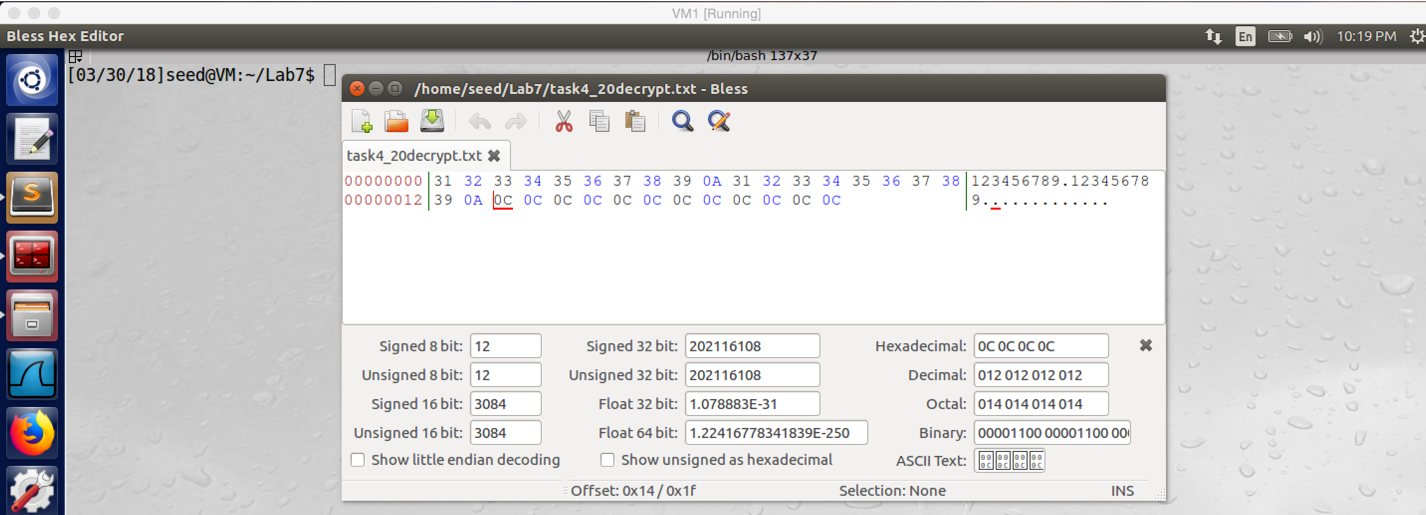 VM1 [Running]
Bless Hex Editor En 10:19 PM
/bin/bash 137x37
[03/30/18]seed@VM:~/Lab7$
/home/seed/Lab7/task4_20decrypt.txt - Bless
task4_20decrypt.txt
00000000 31 32 33 34 35 36 37 38 39 0A 31 32 33 34 35 36 37 38 123456789.12345678
00000012 39 0A 0C 0C 0C 0C 0C 0C 0C 0C 0C 0C 0C 0C 9.............
Signed 8 bit: 12 Signed 32 bit: 202116108 Hexadecimal: 0C 0C 0C 0C
Unsigned 8 bit: 12 Unsigned 32 bit: 202116108 Decimal: 012 012 012 012
Signed 16 bit: 3084 Float 32 bit: 1.078883E-31 Octal: 014 014 014 014
Unsigned 16 bit: 3084 Float 64 bit: 1.22416778341839E-250 Binary: 00001100 00001100 00
Show little endian decoding Show unsigned as hexadecimal ASCII Text: 000C 000C 000C 000C
Offset: 0x14 / 0x1f Selection: None INS